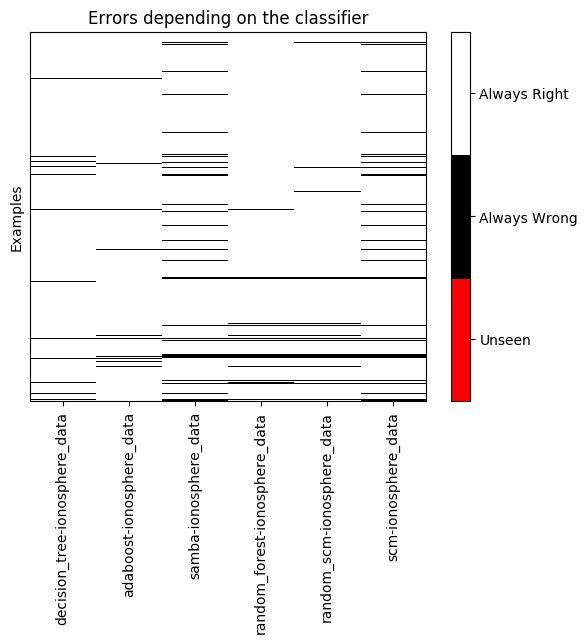 Errors depending on the classifier
Examples
Always Right
Always Wrong
Unseen
decision_tree-ionosphere_data
adaboost-ionosphere_data
samba-ionosphere_data
random_forest-ionosphere_data
random_scm-ionosphere_data
scm-ionosphere_data